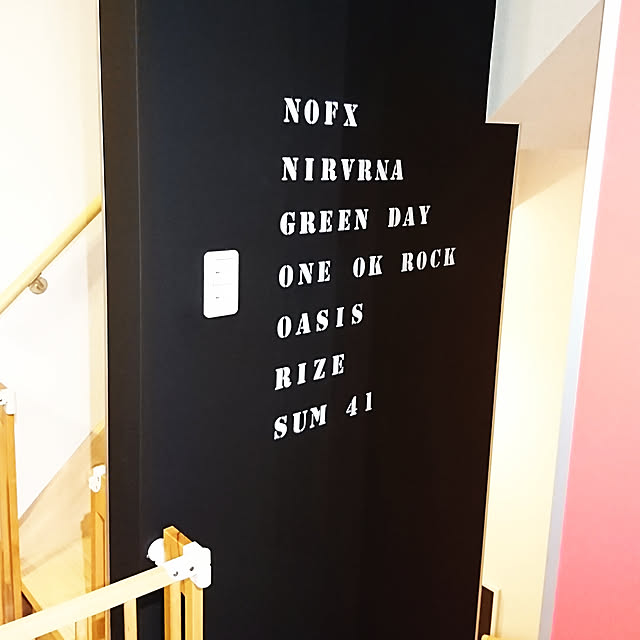 NOFX
NIRVRNA
GREEN DAY
ONE OK ROCK
OASIS
RIZE
SUM 41